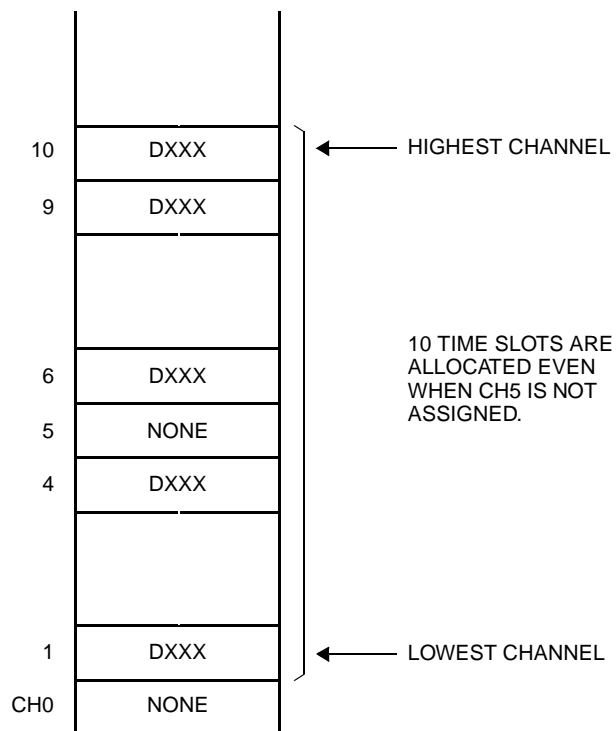 10 DXXX HIGHEST CHANNEL
9 DXXX
10 TIME SLOTS ARE
ALLOCATED EVEN
WHEN CH5 IS NOT
ASSIGNED.
6 DXXX
5 NONE
4 DXXX
1 DXXX LOWEST CHANNEL
CH0 NONE